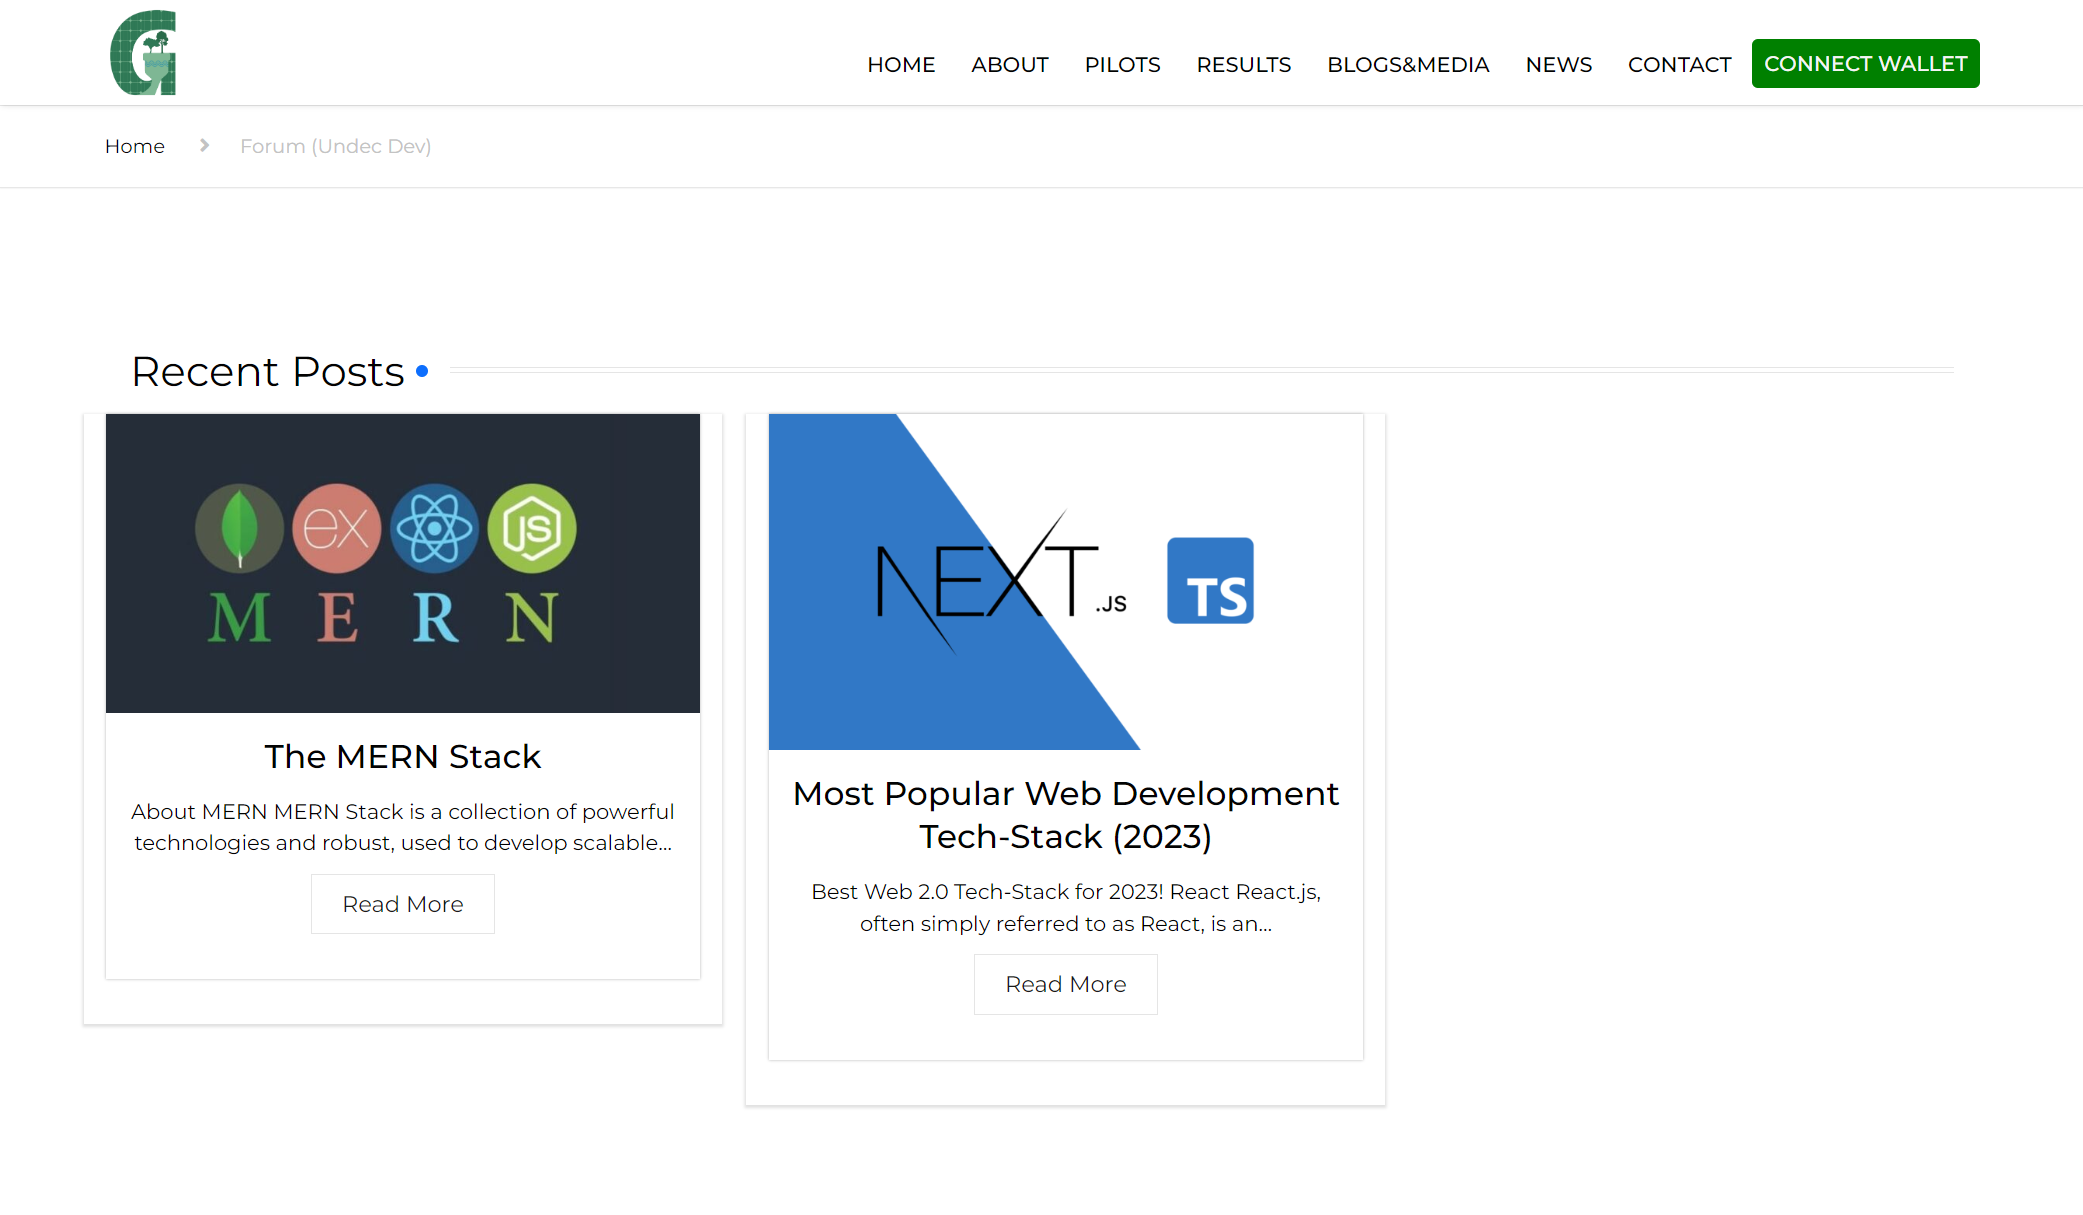 G
HOME ABOUT PILOTS RESULTS BLOGS&MEDIA NEWS CONTACT CONNECT WALLET
Home Forum (Undec Dev)
Recent Posts
ex JS
M E R N
The MERN Stack
About MERN MERN Stack is a collection of powerful
technologies and robust, used to develop scalable...
Read More
NEXT.JS TS
Most Popular Web Development
Tech-Stack (2023)
Best Web 2.0 Tech-Stack for 2023! React React.js,
often simply referred to as React, is an...
Read More